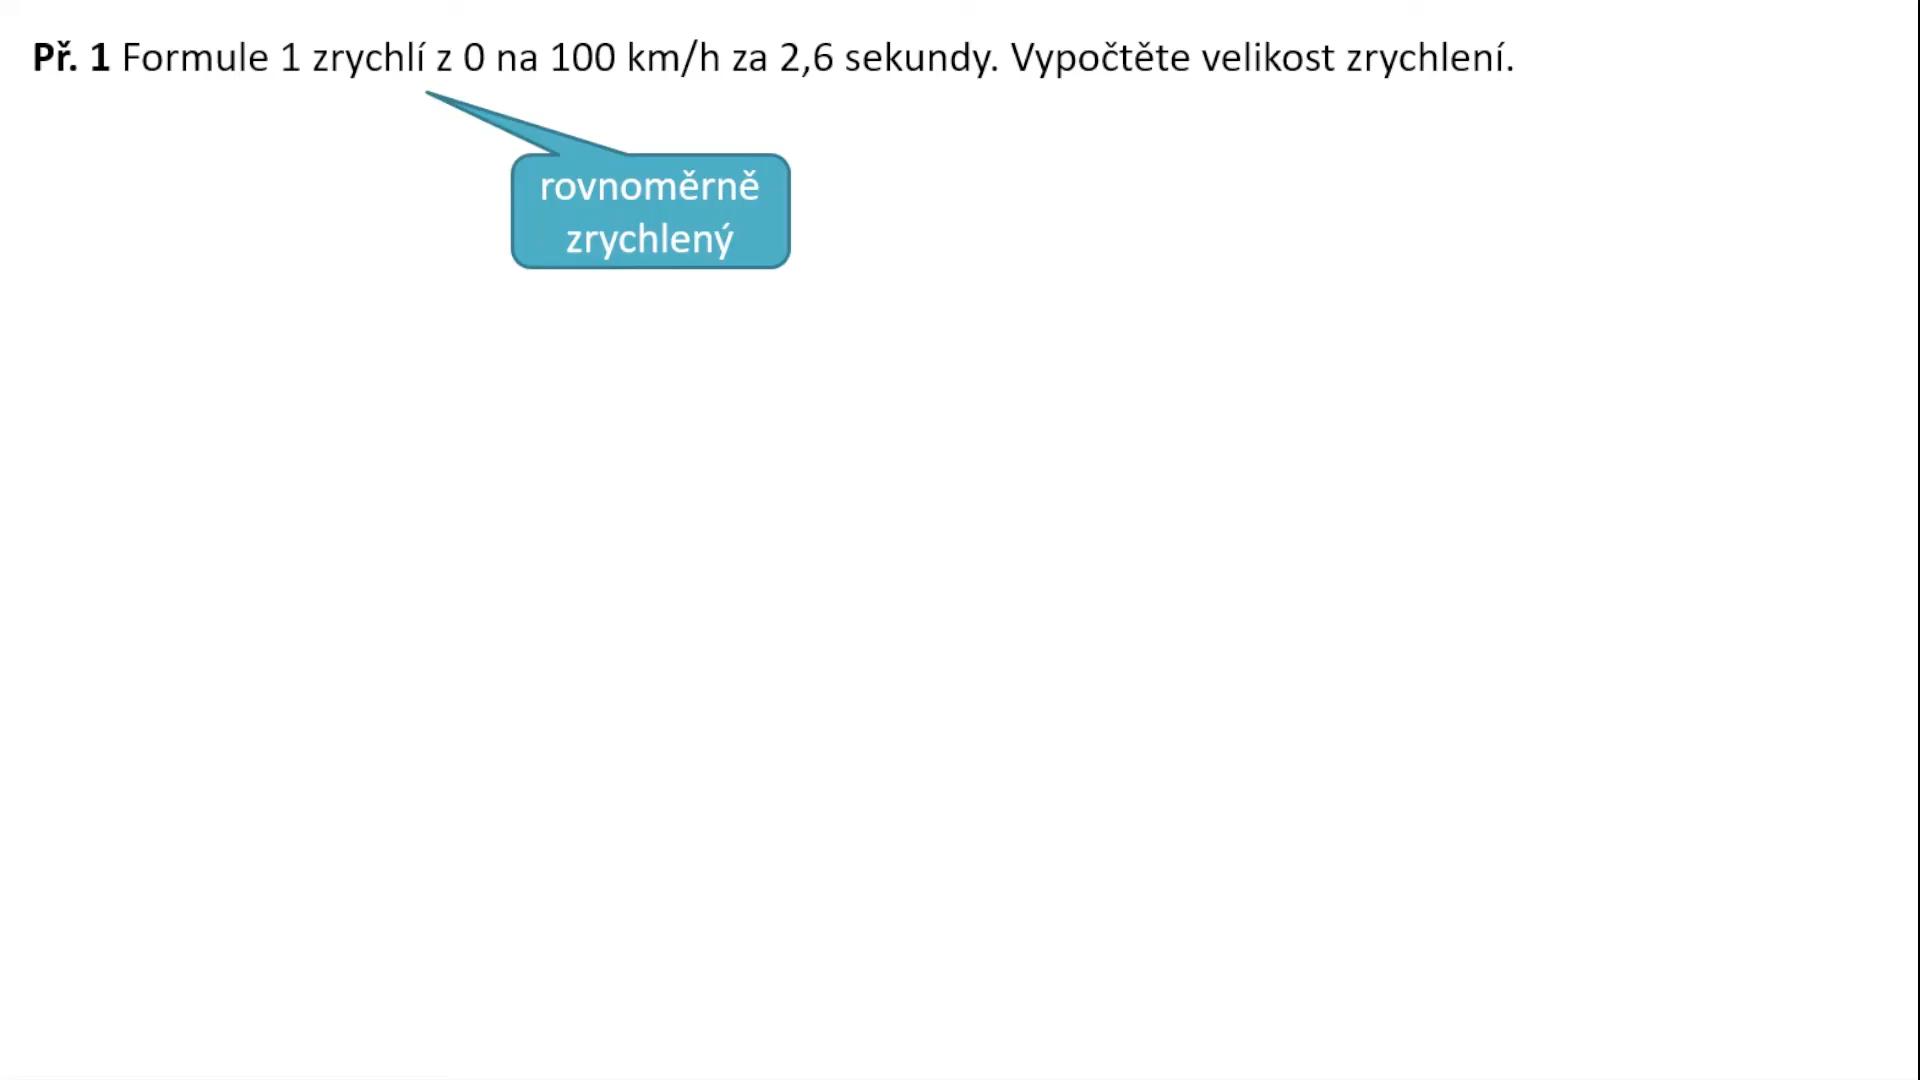 Př. 1 Formule 1 zrychlí z 0 na 100 km/h za 2,6 sekundy. Vypočtěte velikost zrychlení.
rovnoměrně
zrychlený